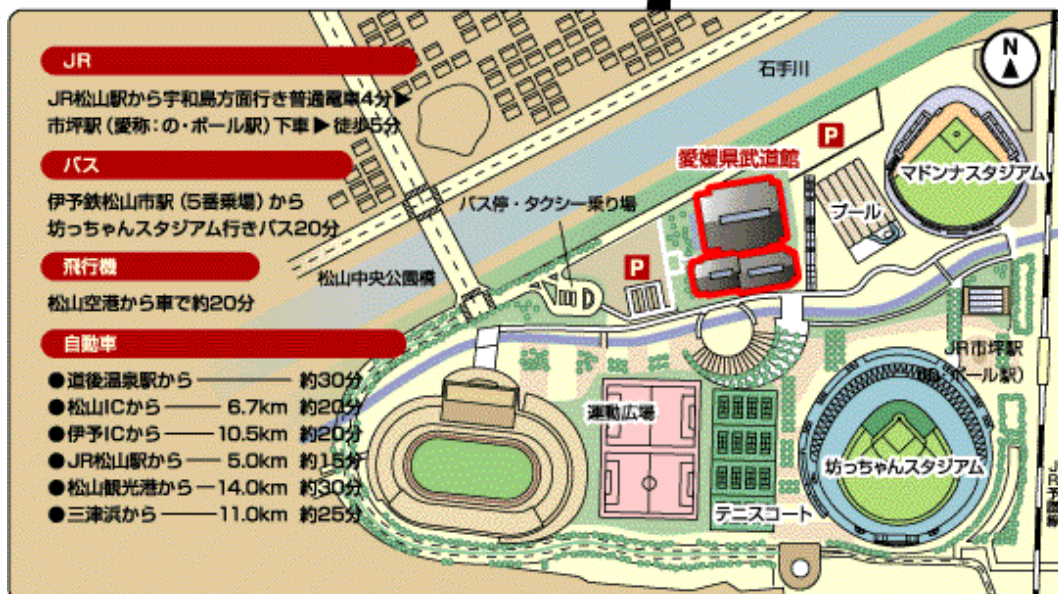 JR
JR松山駅から宇和島方面行き普通電車4分▶
市坪駅(愛称:の・ボール駅)下車▶徒歩5分
バス
伊予鉄松山市駅(5番乗場)から
坊っちゃんスタジアム行きバス20分
飛行機
松山空港から車で約20分
自動車
●道後温泉駅から 約30分
●松山ICから 6.7km 約20分
●伊予ICから 10.5km 約20分
●JR松山駅から 5.0km 約15分
●松山観光港から 14.0km 約30分
●三津浜から 11.0km 約25分
N
石手川
P
愛媛県武道館
マドンナスタジアム
プール
バス停・タクシー乗り場
P
松山中央公園橋
JR市坪駅
ボール駅)
運動広場
坊っちゃんスタジアム
テニスコート